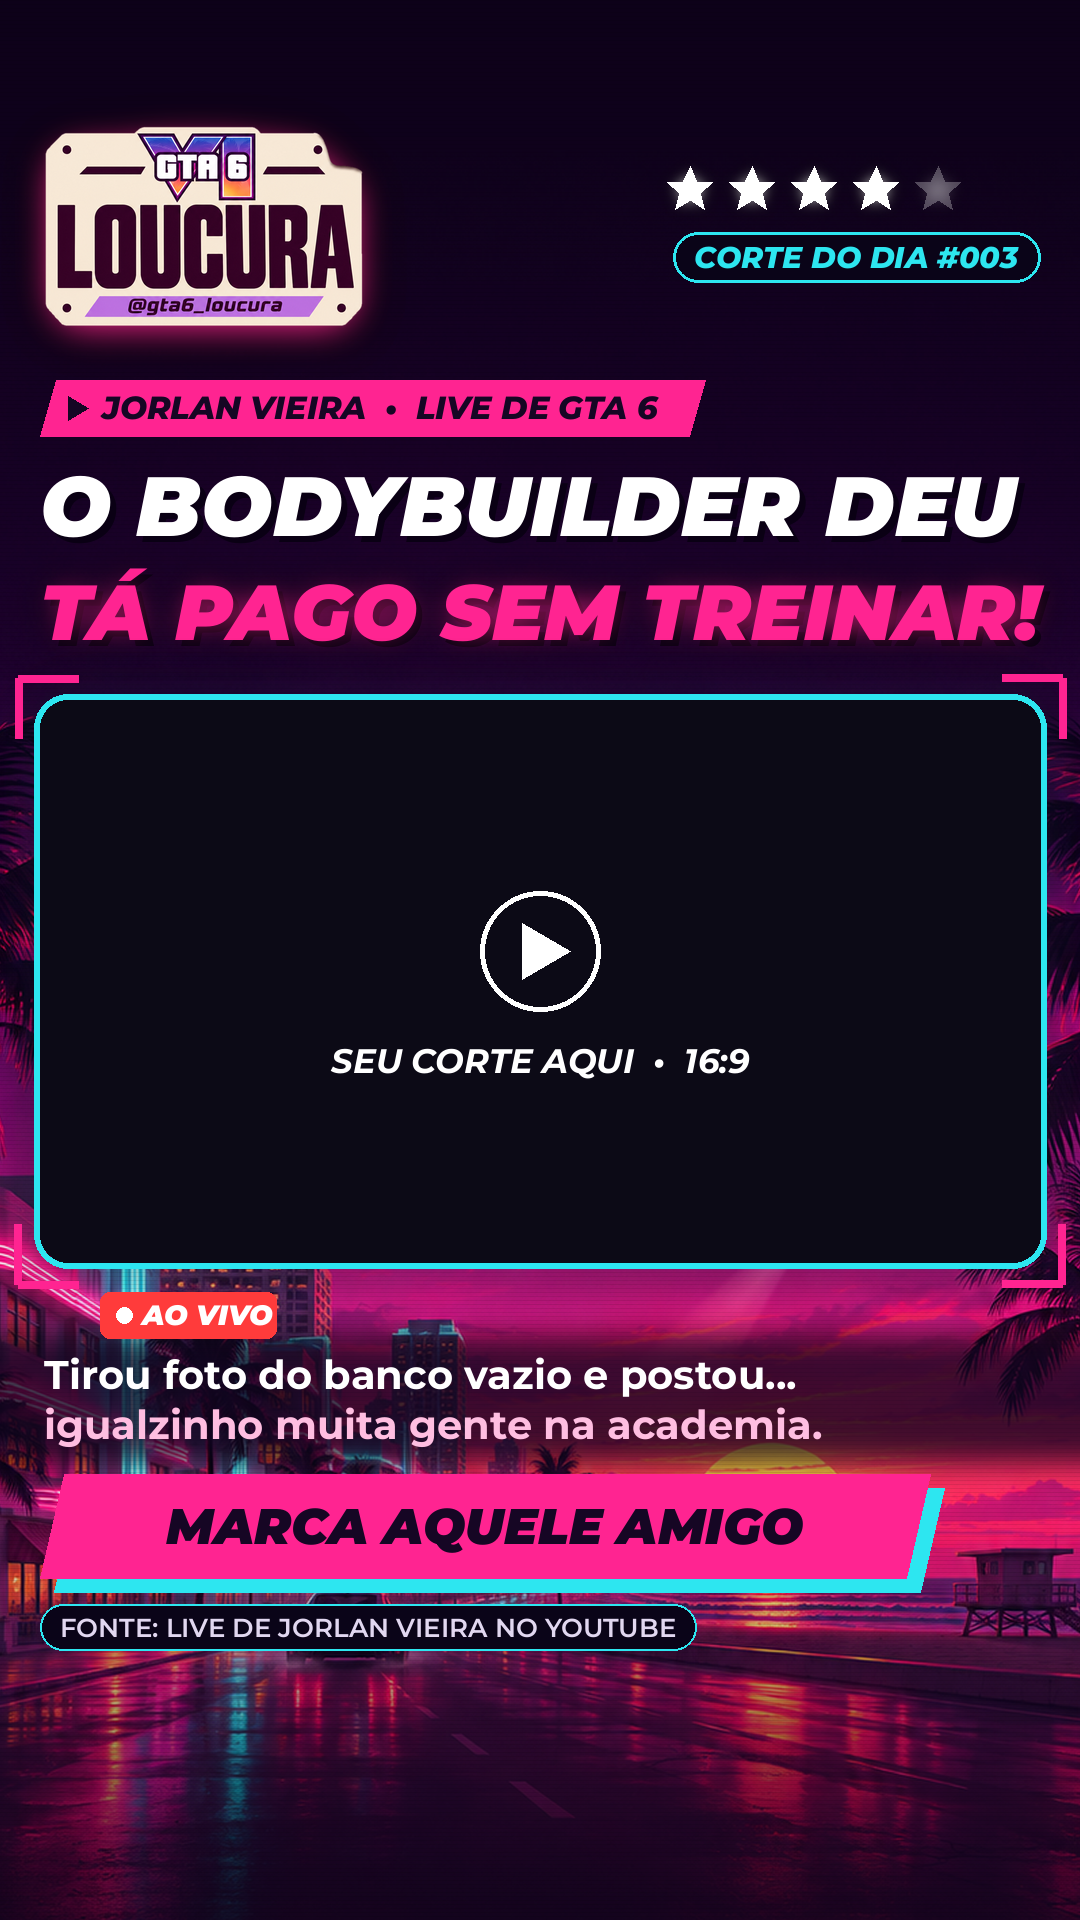 GTA 6
LOUCURA
@gta6_loucura
CORTE DO DIA #003
JORLAN VIEIRA • LIVE DE GTA 6
O BODYBUILDER DEU
TÁ PAGO SEM TREINAR!
SEU CORTE AQUI • 16:9
AO VIVO
Tirou foto do banco vazio e postou...
igualzinho muita gente na academia.
MARCA AQUELE AMIGO
FONTE: LIVE DE JORLAN VIEIRA NO YOUTUBE